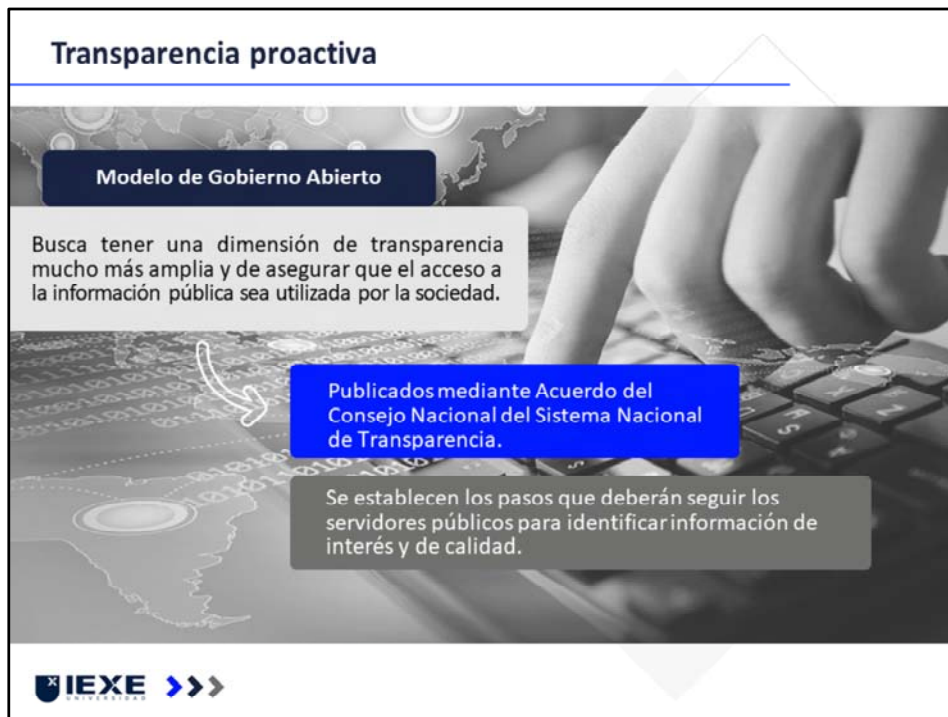 Transparencia proactiva
Modelo de Gobierno Abierto
Busca tener una dimensión de transparencia
mucho más amplia y de asegurar que el acceso a
la información pública sea utilizada por la sociedad.
Publicados mediante Acuerdo del
Consejo Nacional del Sistema Nacional
de Transparencia.
Se establecen los pasos que deberán seguir los
servidores públicos para identificar información de
interés y de calidad.
IEXE
UNIVERSIDAD